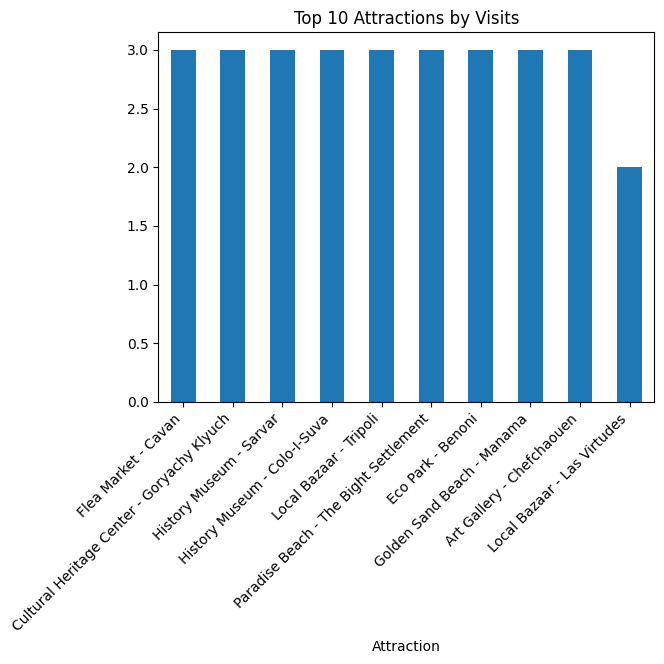 Top 10 Attractions by Visits
3.0
2.5
2.0
1.5
1.0
0.5
0.0
Flea Market - Cavan
Cultural Heritage Center - Goryachy Klyuch
History Museum - Sarvar
History Museum - Colo-I-Suva
Local Bazaar - Tripoli
Paradise Beach - The Bight Settlement
Eco Park - Benoni
Golden Sand Beach - Manama
Art Gallery - Chefchaouen
Local Bazaar - Las Virtudes
Attraction